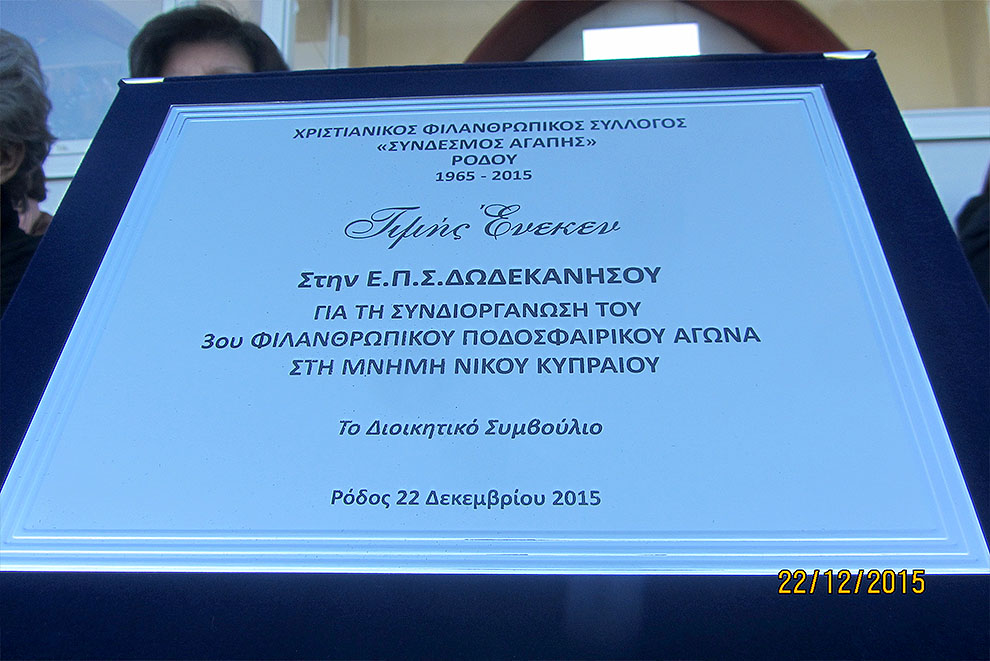 ΧΡΙΣΤΙΑΝΙΚΟΣ ΦΙΛΑΝΘΡΩΠΙΚΟΣ ΣΥΛΛΟΓΟΣ
«ΣΥΝΔΕΣΜΟΣ ΑΓΑΠΗΣ»
ΡΟΔΟΥ
1965 - 2015
Τιμής Ἕνεκεν
Στην Ε.Π.Σ.ΔΩΔΕΚΑΝΗΣΟΥ
ΓΙΑ ΤΗ ΣΥΝΔΙΟΡΓΑΝΩΣΗ ΤΟΥ
3ου ΦΙΛΑΝΘΡΩΠΙΚΟΥ ΠΟΔΟΣΦΑΙΡΙΚΟΥ ΑΓΩΝΑ
ΣΤΗ ΜΝΗΜΗ ΝΙΚΟΥ ΚΥΠΡΑΙΟΥ
Το Διοικητικό Συμβούλιο
Ρόδος 22 Δεκεμβρίου 2015
22/12/2015